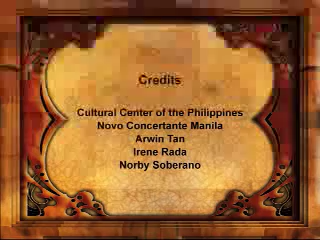 Credits
Cultural Center of the Philippines
Novo Concertante Manila
Arwin Tan
Irene Rada
Norby Soberano